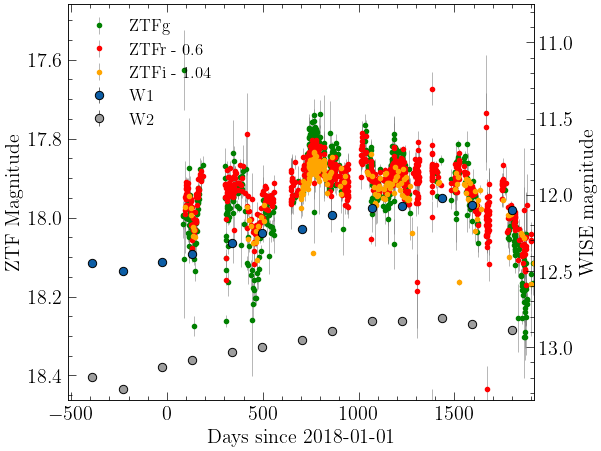 ZTFg
ZTFr - 0.6
ZTFi - 1.04
W1
W2
17.6
17.8
18.0
18.2
18.4
ZTF Magnitude
11.0
11.5
12.0
12.5
13.0
WISE magnitude
−500
0
500
1000
1500
Days since 2018-01-01